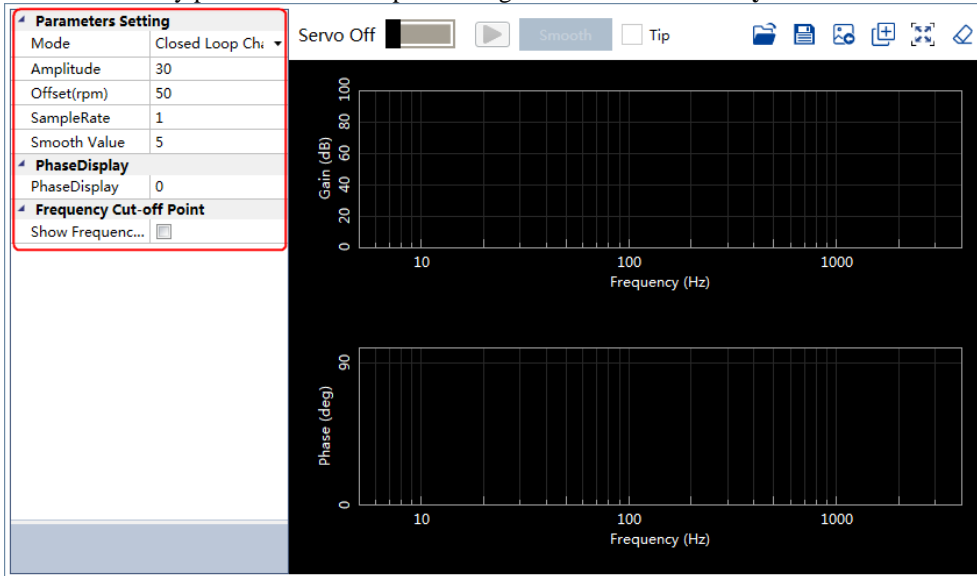 Parameters Setting
Mode Closed Loop Cha
Amplitude 30
Offset(rpm) 50
SampleRate 1
Smooth Value 5
PhaseDisplay
PhaseDisplay 0
Frequency Cut-off Point
Show Frequenc...
Servo Off Smooth Tip
100
80
60
40
20
0
Gain (dB)
10 100 1000
Frequency (Hz)
90
0
Phase (deg)
10 100 1000
Frequency (Hz)